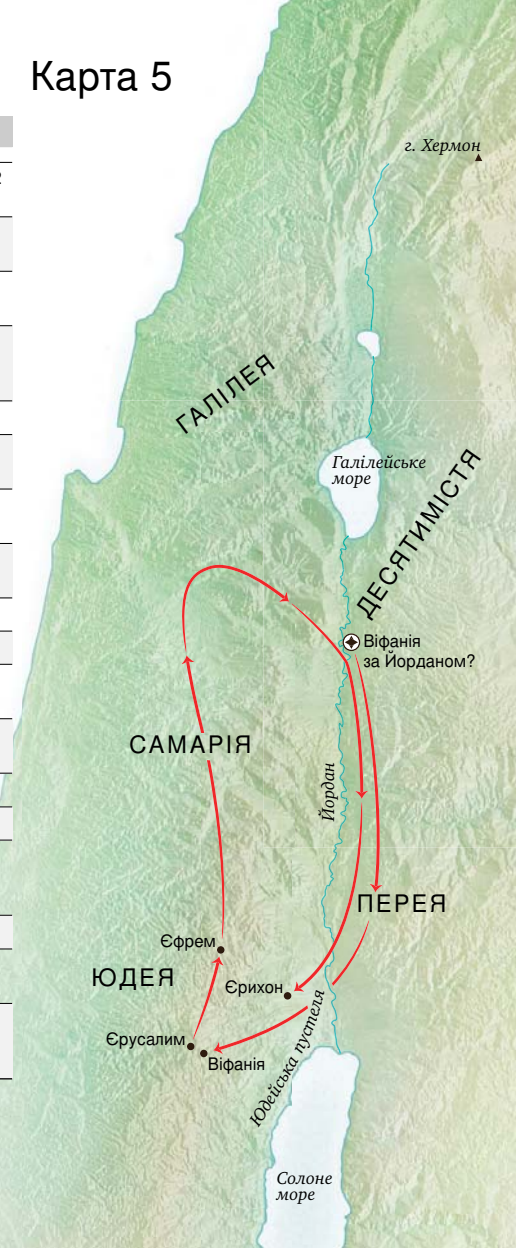 Карта 5
г. Хермон
ГАЛІЛЕЯ
Галілейське
море
ДЕСЯТИМІСТЯ
Віфанія
за Йорданом?
САМАРІЯ
Йордан
ПЕРЕЯ
Єфрем
ЮДЕЯ
Єрихон
Єрусалим
Віфанія
Юдейська пустеля
Солоне
море